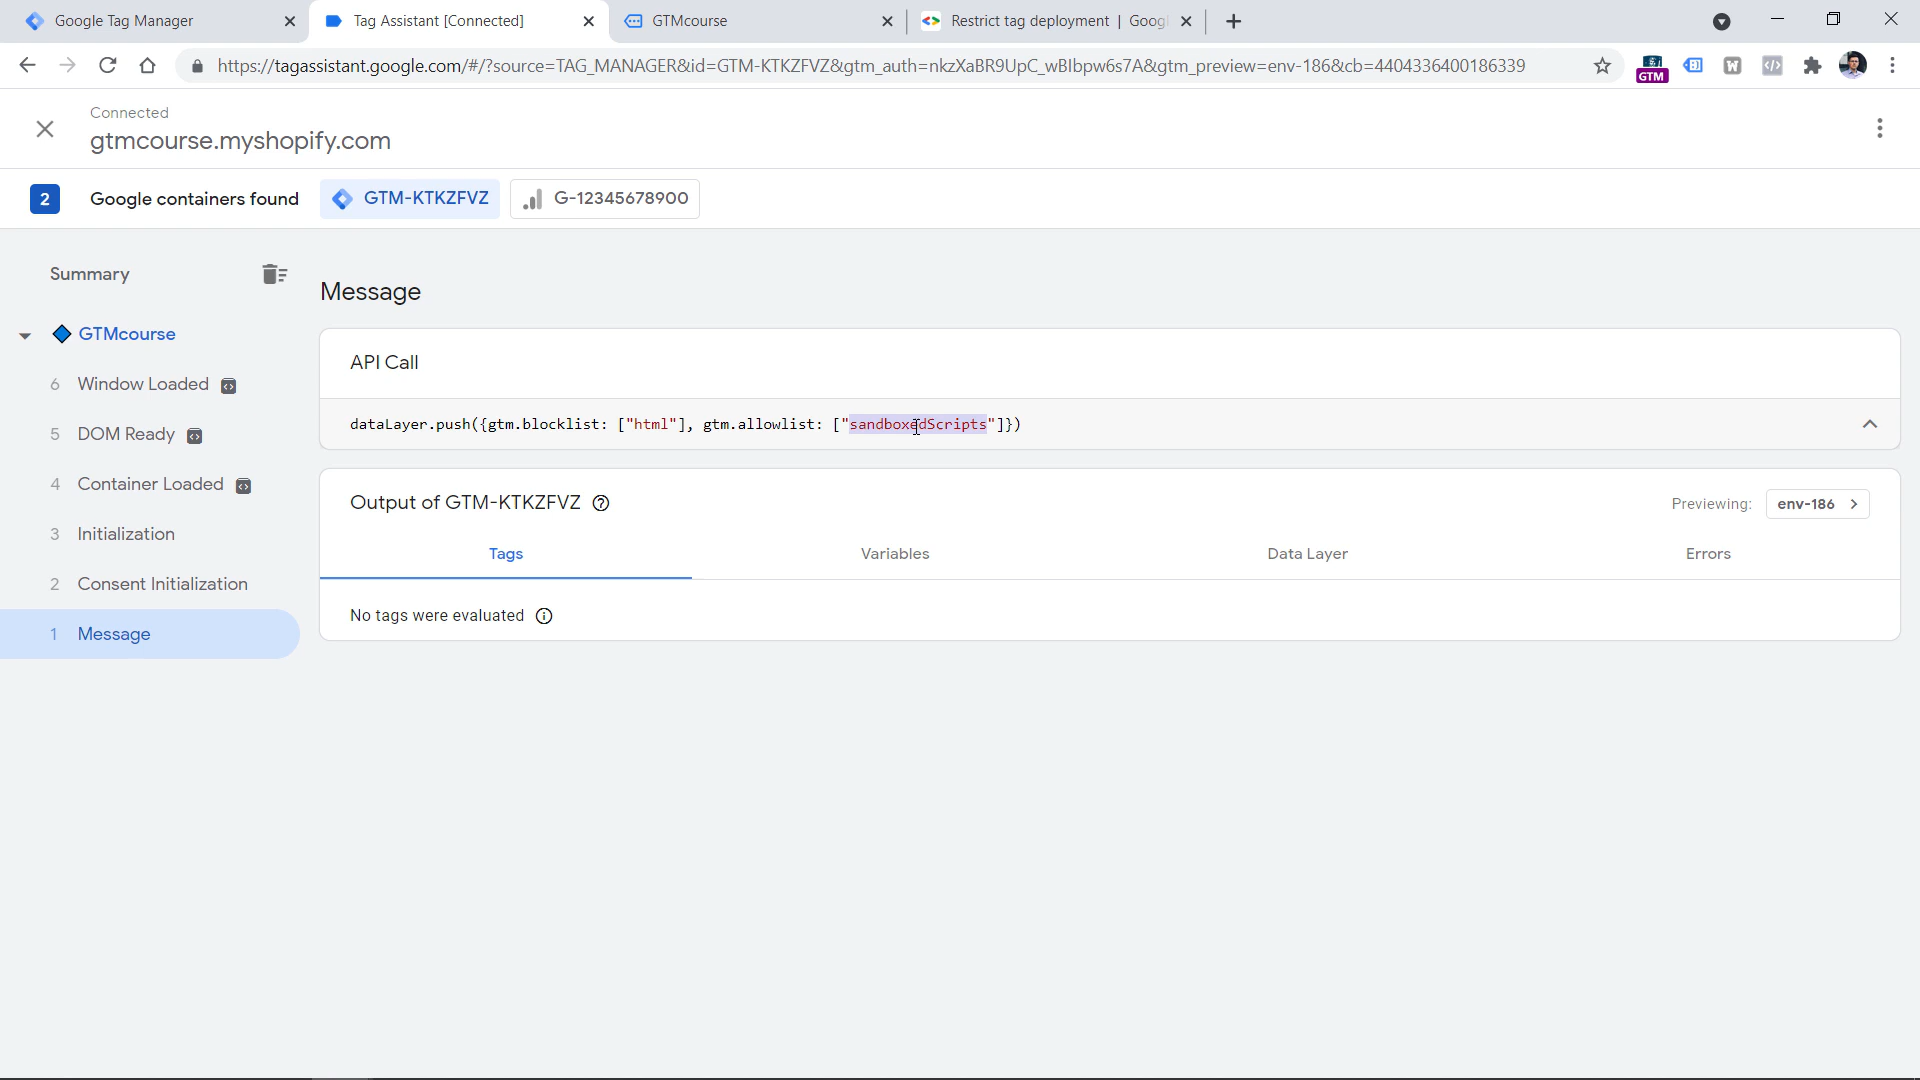 Google Tag Manager
Tag Assistant [Connected]
GTMcourse
Restrict tag deployment | Goog
https://tagassistant.google.com/#/?source=TAG_MANAGER&id=GTM-KTKZFVZ&gtm_auth=nkzXaBR9UpC_wBIbpw6s7A&gtm_preview=env-186&cb=4404336400186339
GTM
W
Connected
gtmcourse.myshopify.com
2
Google containers found
GTM-KTKZFVZ
G-12345678900
Summary
GTMcourse
6 Window Loaded
5 DOM Ready
4 Container Loaded
3 Initialization
2 Consent Initialization
1 Message
Message
API Call
dataLayer.push({gtm.blocklist: ["html"], gtm.allowlist: ["sandboxedScripts"]})
Output of GTM-KTKZFVZ
Previewing: env-186
Tags
Variables
Data Layer
Errors
No tags were evaluated